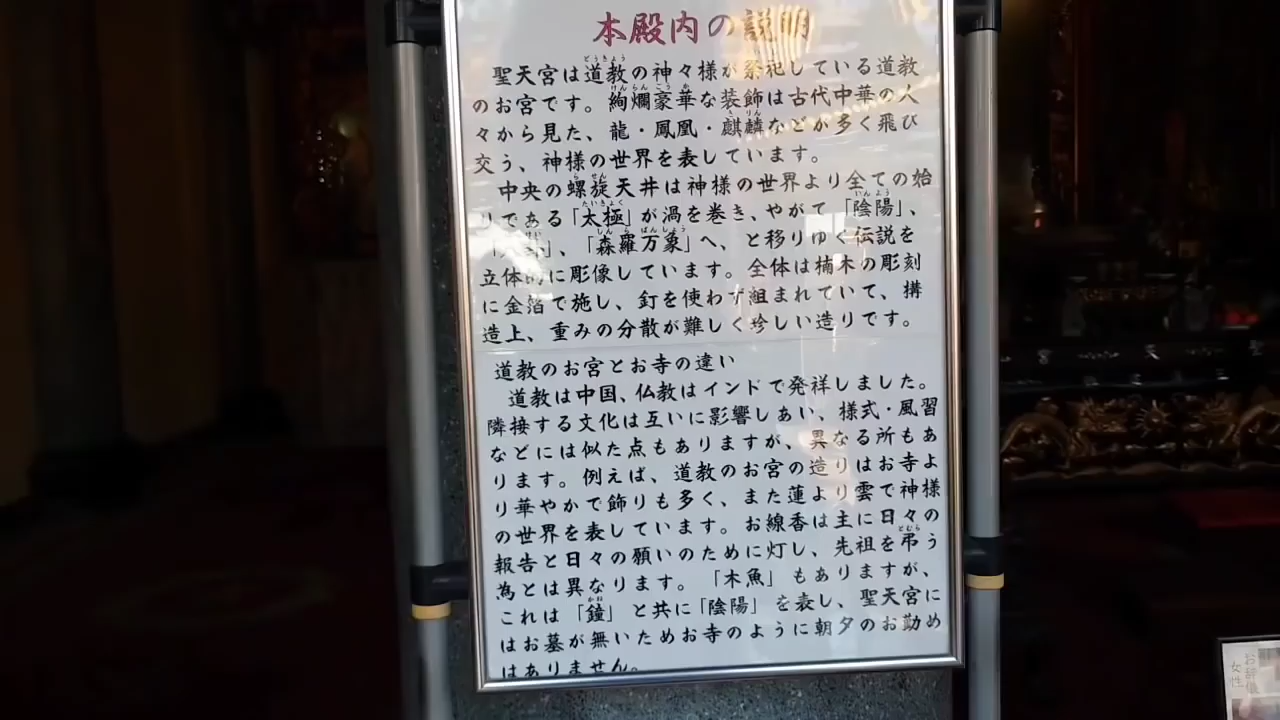 本殿内の説明
聖天宮は道教の神々様が祭祀している道教
のお宮です。絢爛豪華な装飾は古代中華の人
々から見た、龍・鳳凰・麒麟などが多く飛び
交う、神様の世界を表しています。
中央の螺旋天井は神様の世界より全ての始
りである「太極」が渦を巻き、やがて「陰陽」、
」、「森羅万象」へ、と移りゆく伝説を
立体的に彫像しています。全体は楠木の彫刻
に金箔で施し、釘を使わず組まれていて、構
造上、重みの分散が難しく珍しい造りです。
道教のお宮とお寺の違い
道教は中国、仏教はインドで発祥しました。
隣接する文化は互いに影響しあい、様式・風習
などには似た点もありますが、異なる所もあ
ります。例えば、道教のお宮の造りはお寺よ
り華やかで飾りも多く、また蓮より雲で神様
の世界を表しています。お線香は主に日々の
報告と日々の願いのために灯し、先祖を弔う
為とは異なります。「木魚」もありますが、
これは「鐘」と共に「陰陽」を表し、聖天宮に
はお墓が無いためお寺のように朝夕のお勤め
はありません。
お辞儀
女性